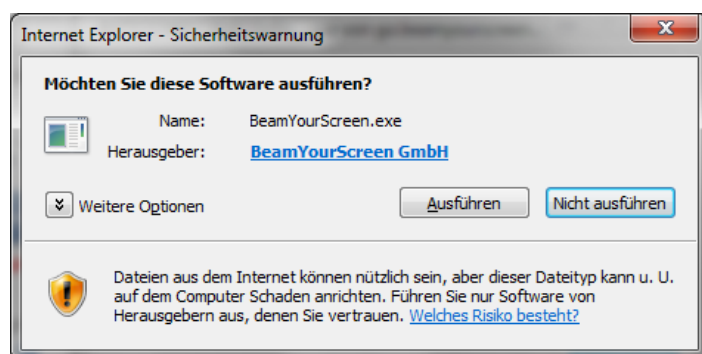 Internet Explorer - Sicherheitswarnung
Möchten Sie diese Software ausführen?
Name: BeamYourScreen.exe
Herausgeber: BeamYourScreen GmbH
Weitere Optionen
Ausführen
Nicht ausführen
Dateien aus dem Internet können nützlich sein, aber dieser Dateityp kann u. U.
auf dem Computer Schaden anrichten. Führen Sie nur Software von
Herausgebern aus, denen Sie vertrauen. Welches Risiko besteht?